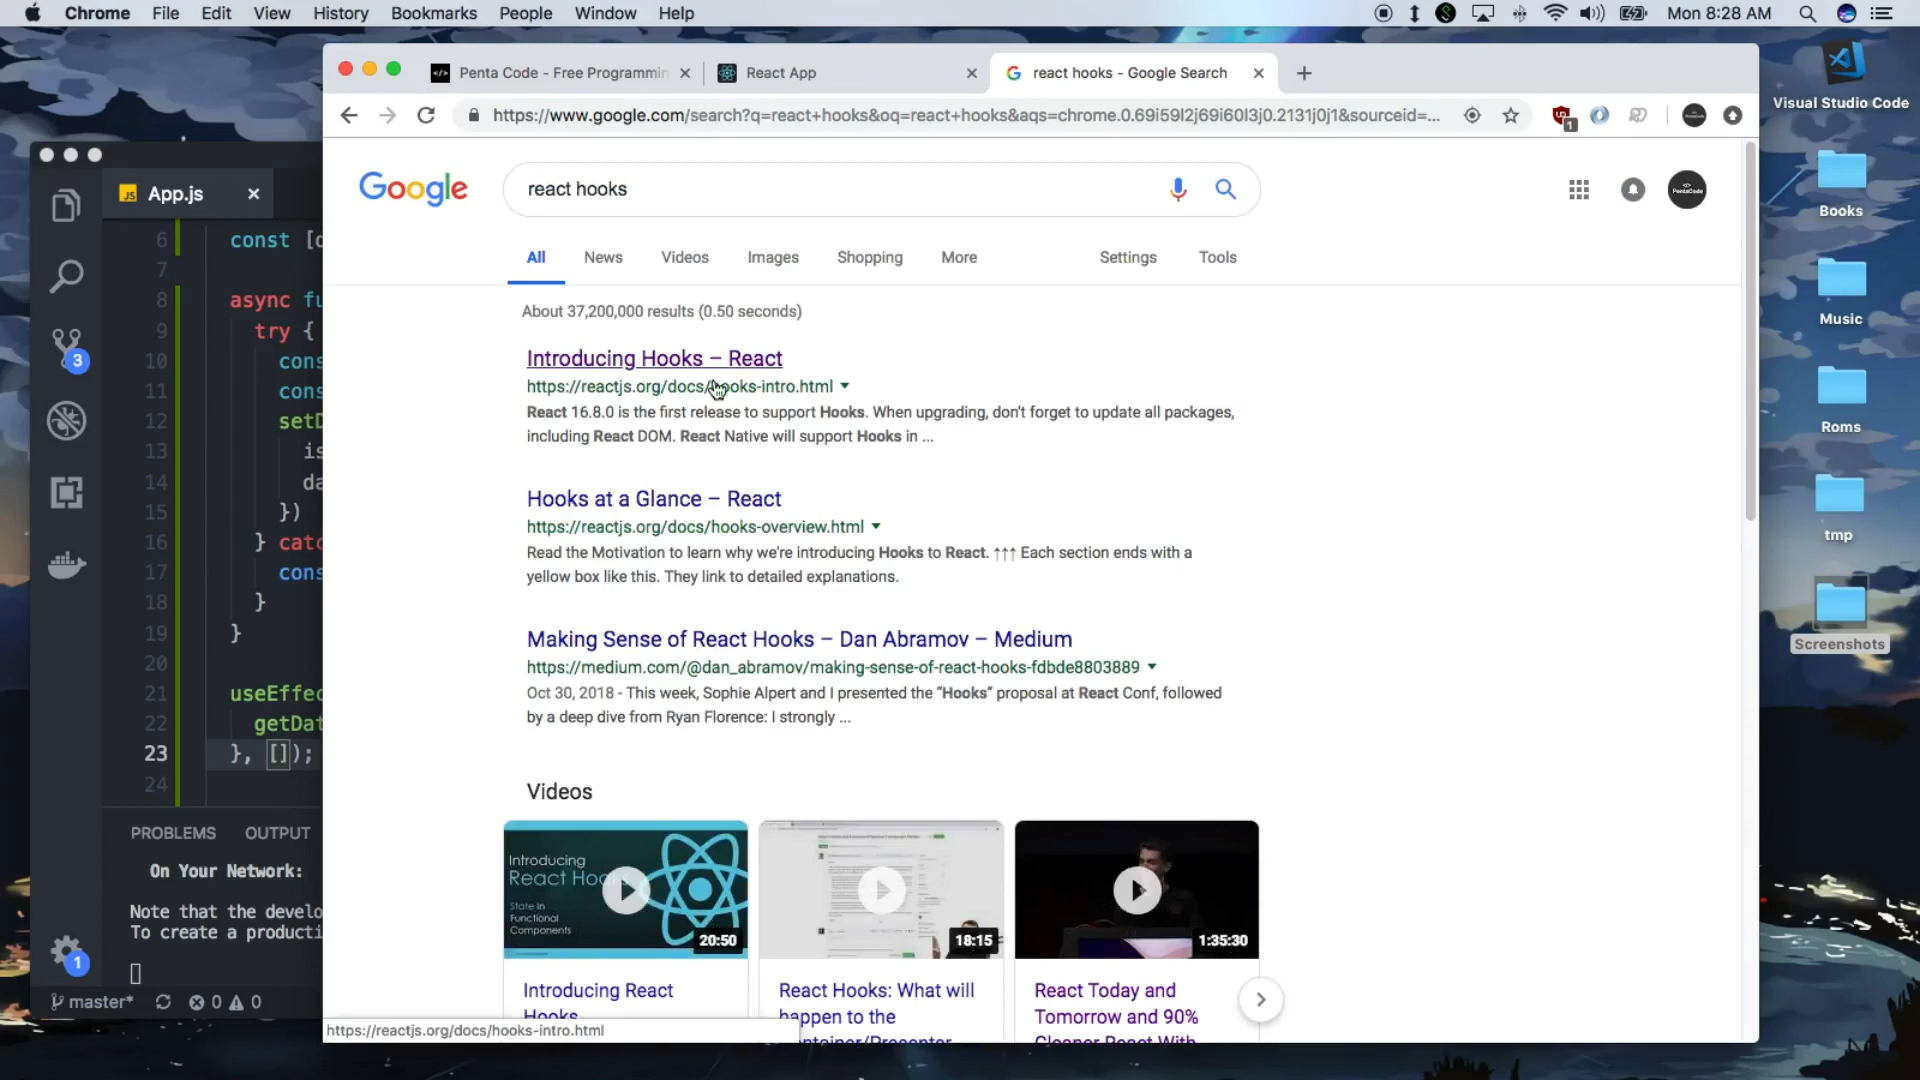 Chrome File Edit View History Bookmarks People Window Help
Mon 8:28 AM
Penta Code - Free Programmin
React App
react hooks - Google Search
https://www.google.com/search?q=react+hooks&oq=react+hooks&aqs=chrome.0.69i59l2j69i60l3j0.2131j0j1&sourceid=...
1
Visual Studio Code
Books
Music
Roms
tmp
Screenshots
Google
react hooks
PentaCode
All News Videos Images Shopping More Settings Tools
About 37,200,000 results (0.50 seconds)
Introducing Hooks – React
https://reactjs.org/docs/hooks-intro.html
React 16.8.0 is the first release to support Hooks. When upgrading, don't forget to update all packages,
including React DOM. React Native will support Hooks in ...
Hooks at a Glance – React
https://reactjs.org/docs/hooks-overview.html
Read the Motivation to learn why we're introducing Hooks to React. ↑↑↑ Each section ends with a
yellow box like this. They link to detailed explanations.
Making Sense of React Hooks – Dan Abramov – Medium
https://medium.com/@dan_abramov/making-sense-of-react-hooks-fdbde8803889
Oct 30, 2018 - This week, Sophie Alpert and I presented the "Hooks" proposal at React Conf, followed
by a deep dive from Ryan Florence: I strongly ...
Videos
Introducing
React Hooks
State in
Functional
Components
20:50
18:15
1:35:30
Introducing React
Hooks
React Hooks: What will
happen to the
React Today and
Tomorrow and 90%
Cleaner React With
https://reactjs.org/docs/hooks-intro.html
JS App.js
6 const [d
7
8 async fu
9 try {
10 cons
11 cons
12 setD
13 is
14 da
15 })
16 } catc
17 cons
18 }
19 }
20
21 useEffec
22 getDat
23 }, []);
24
3
1
PROBLEMS OUTPUT
On Your Network:
Note that the develo
To create a producti
master* 0 0